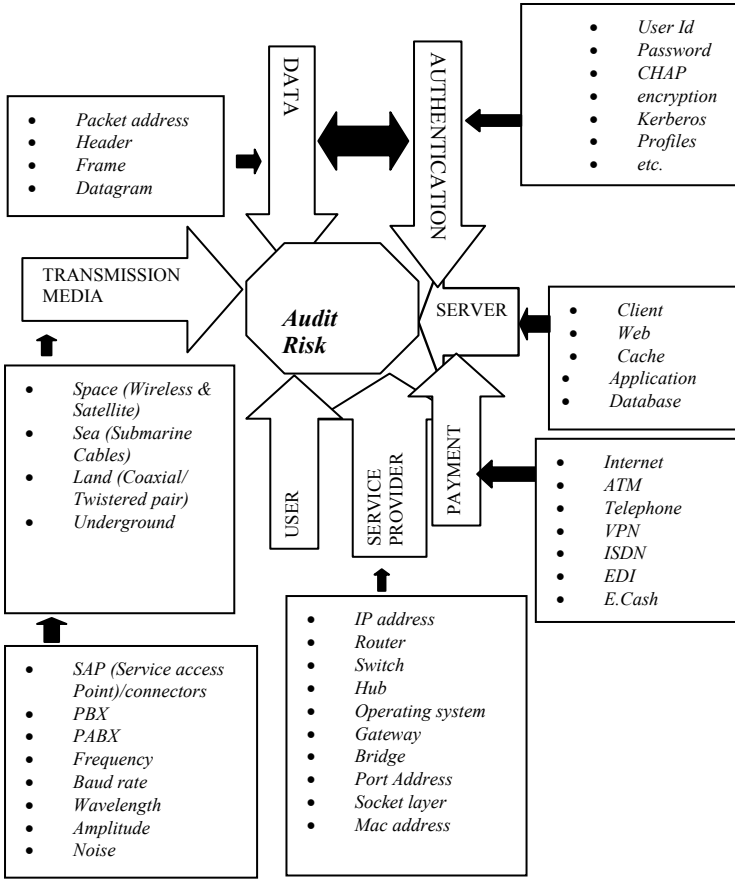 DATA
AUTHENTICATION
• User Id
• Password
• CHAP
• encryption
• Kerberos
• Profiles
• etc.
• Packet address
• Header
• Frame
• Datagram
TRANSMISSION
MEDIA
Audit
Risk
SERVER
• Client
• Web
• Cache
• Application
• Database
• Space (Wireless &
Satellite)
• Sea (Submarine
Cables)
• Land (Coaxial/
Twistered pair)
• Underground
USER
SERVICE
PROVIDER
PAYMENT
• Internet
• ATM
• Telephone
• VPN
• ISDN
• EDI
• E.Cash
• SAP (Service access
Point)/connectors
• PBX
• PABX
• Frequency
• Baud rate
• Wavelength
• Amplitude
• Noise
• IP address
• Router
• Switch
• Hub
• Operating system
• Gateway
• Bridge
• Port Address
• Socket layer
• Mac address